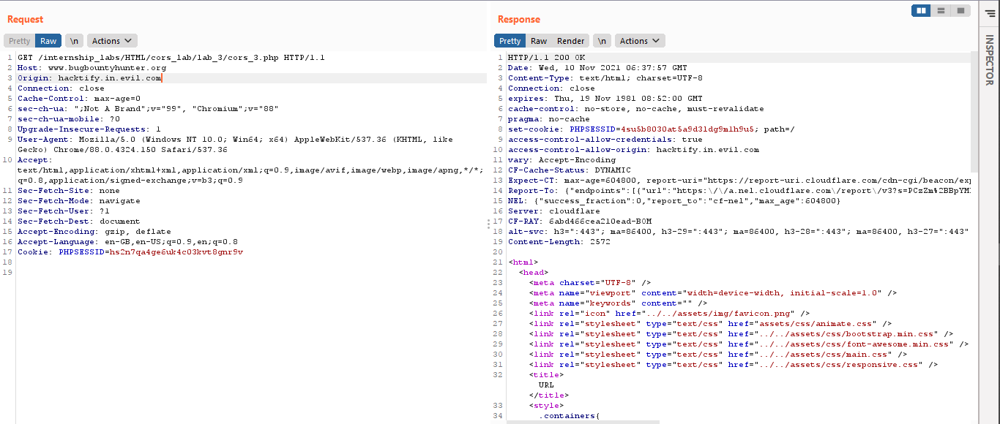 Request
Pretty Raw \n Actions
1 GET /internship_labs/HTML/cors_lab/lab_3/cors_3.php HTTP/1.1
2 Host: www.bugbountyhunter.org
3 Origin: hacktify.in.evil.com
4 Connection: close
5 Cache-Control: max-age=0
6 sec-ch-ua: ";Not A Brand";v="99", "Chromium";v="88"
7 sec-ch-ua-mobile: ?0
8 Upgrade-Insecure-Requests: 1
9 User-Agent: Mozilla/5.0 (Windows NT 10.0; Win64; x64) AppleWebKit/537.36 (KHTML, like
Gecko) Chrome/88.0.4324.150 Safari/537.36
10 Accept:
text/html,application/xhtml+xml,application/xml;q=0.9,image/avif,image/webp,image/apng,*/*;
q=0.8,application/signed-exchange;v=b3;q=0.9
11 Sec-Fetch-Site: none
12 Sec-Fetch-Mode: navigate
13 Sec-Fetch-User: ?1
14 Sec-Fetch-Dest: document
15 Accept-Encoding: gzip, deflate
16 Accept-Language: en-GB,en-US;q=0.9,en;q=0.8
17 Cookie: PHPSESSID=hs2n7qa4ge6uk4c03kvt8gnr9v
18
19
Response
Pretty Raw Render \n Actions
1 HTTP/1.1 200 OK
2 Date: Wed, 10 Nov 2021 06:37:57 GMT
3 Content-Type: text/html; charset=UTF-8
4 Connection: close
5 expires: Thu, 19 Nov 1981 08:52:00 GMT
6 cache-control: no-store, no-cache, must-revalidate
7 pragma: no-cache
8 set-cookie: PHPSESSID=4su5b8030at5a9d3ldg9mlh9u5; path=/
9 access-control-allow-credentials: true
10 access-control-allow-origin: hacktify.in.evil.com
11 vary: Accept-Encoding
12 CF-Cache-Status: DYNAMIC
13 Expect-CT: max-age=604800, report-uri="https://report-uri.cloudflare.com/cdn-cgi/beacon/exp
14 Report-To: {"endpoints":[{"url":"https:\/\/a.nel.cloudflare.com\/report\/v3?s=PCzZm%2BBpYM
15 NEL: {"success_fraction":0,"report_to":"cf-nel","max_age":604800}
16 Server: cloudflare
17 CF-RAY: 6abd466cea210ead-BOM
18 alt-svc: h3=":443"; ma=86400, h3-29=":443"; ma=86400, h3-28=":443"; ma=86400, h3-27=":443"
19 Content-Length: 2572
20
21 <html>
22 <head>
23 <meta charset="UTF-8" />
24 <meta name="viewport" content="width=device-width, initial-scale=1.0" />
25 <meta name="keywords" content="" />
26 <link rel="icon" href="../../assets/img/favicon.png" />
27 <link rel="stylesheet" type="text/css" href="assets/css/animate.css" />
28 <link rel="stylesheet" type="text/css" href="../../assets/css/bootstrap.min.css" />
29 <link rel="stylesheet" type="text/css" href="../../assets/css/font-awesome.min.css" />
30 <link rel="stylesheet" type="text/css" href="../../assets/css/main.css" />
31 <link rel="stylesheet" type="text/css" href="../../assets/css/responsive.css" />
32 <title>
URL
</title>
33 <style>
34 .containers{
INSPECTOR